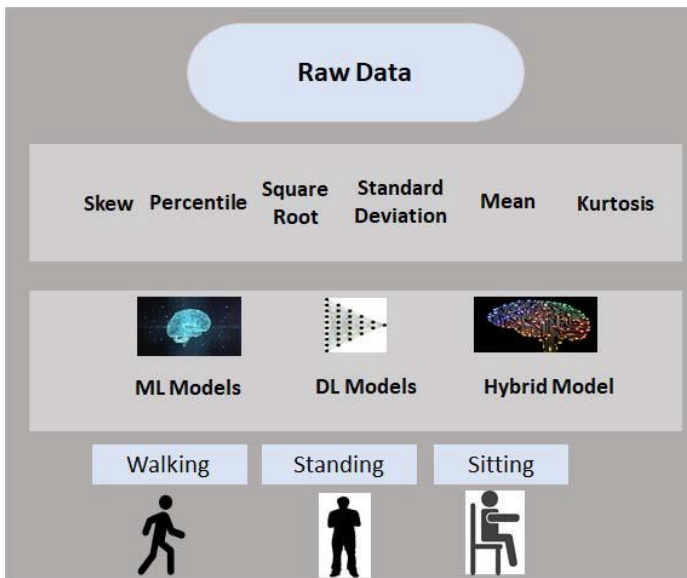 Raw Data
Skew Percentile Square Root Standard Deviation Mean Kurtosis
ML Models DL Models Hybrid Model
Walking Standing Sitting